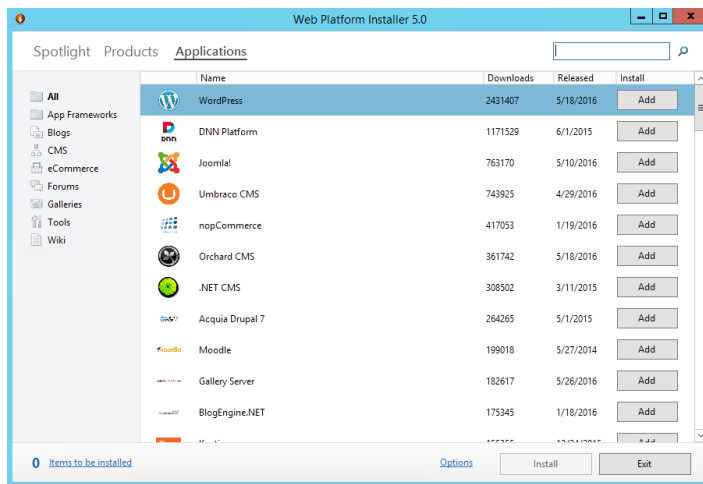 Web Platform Installer 5.0
Spotlight Products Applications
Name Downloads Released Install
All
App Frameworks
Blogs
CMS
eCommerce
Forums
Galleries
Tools
Wiki
WordPress 2431407 5/18/2016 Add
DNN Platform 1171529 6/1/2015 Add
Joomla! 763170 5/10/2016 Add
Umbraco CMS 743925 4/29/2016 Add
nopCommerce 417053 1/19/2016 Add
Orchard CMS 361742 5/18/2016 Add
.NET CMS 308502 3/11/2015 Add
Acquia Drupal 7 264265 5/1/2015 Add
moodle Moodle 199018 5/27/2014 Add
Gallery Server 182617 5/26/2016 Add
BlogEngine.NET 175345 1/18/2016 Add
0 Items to be installed Options Install Exit